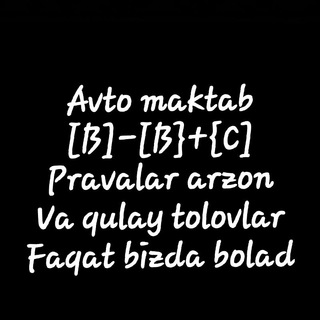 Avto maktab
[B]-[B}+{C]
Pravalar arzon
Va qulay tolovlar
Faqat bizda bolad